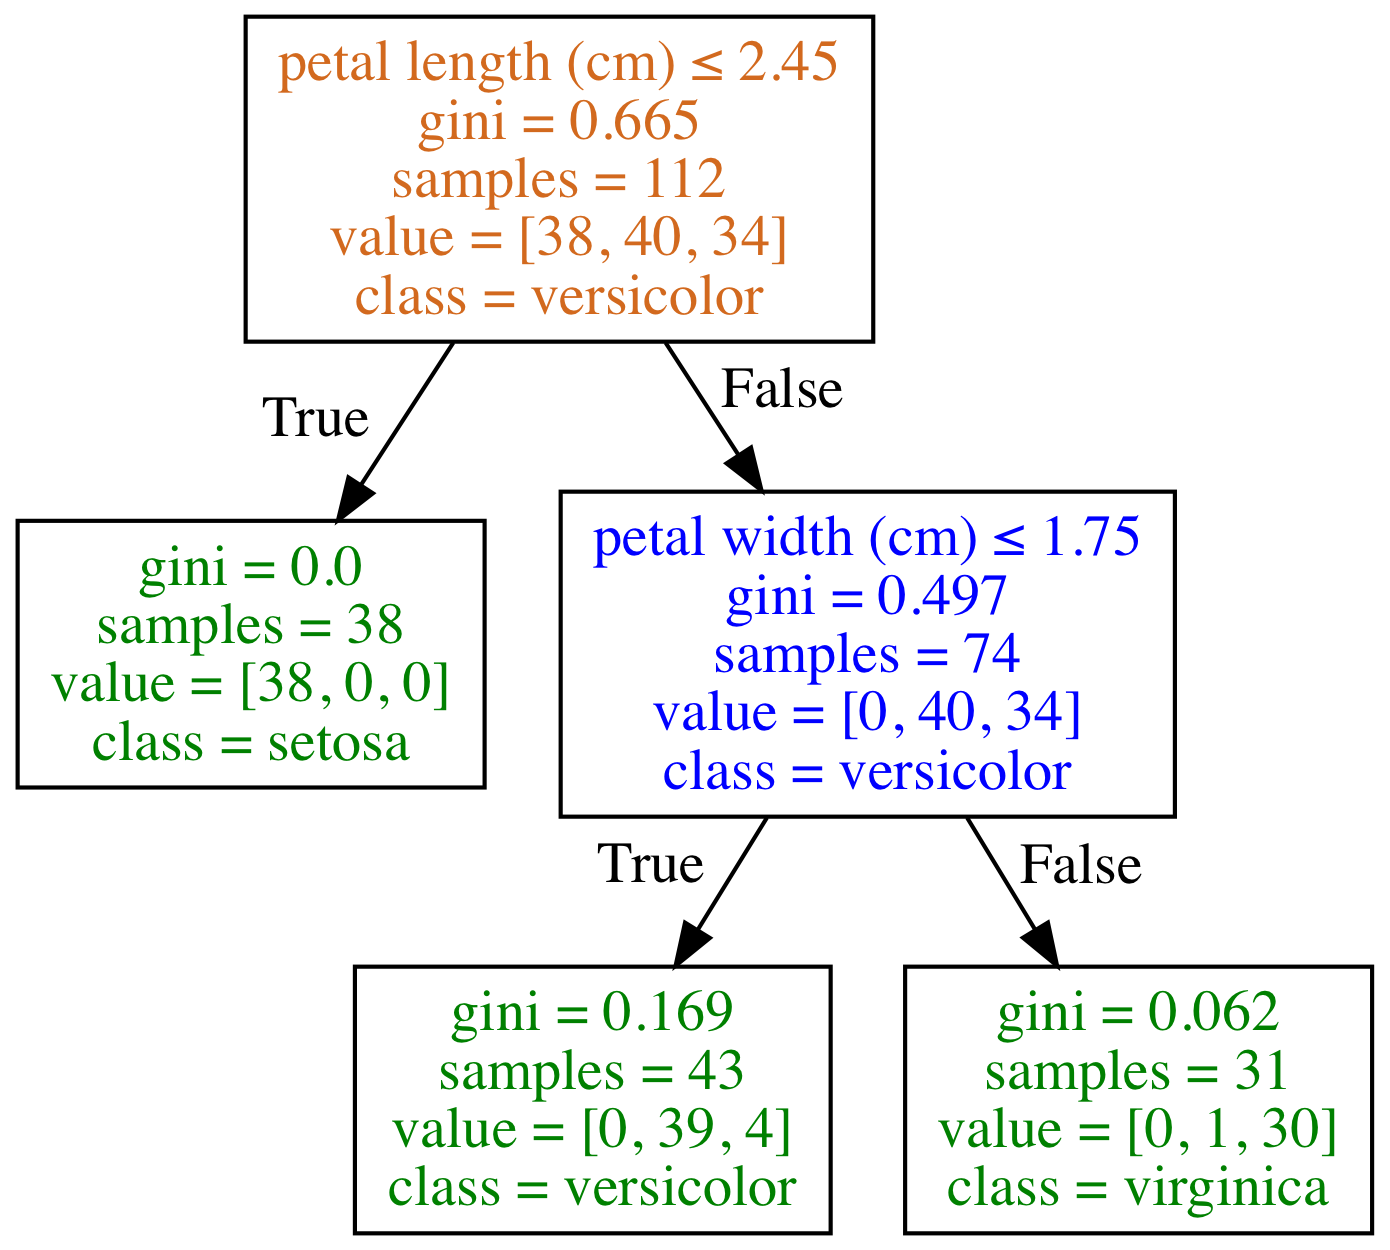 petal length (cm) ≤ 2.45
gini = 0.665
samples = 112
value = [38, 40, 34]
class = versicolor
True
False
gini = 0.0
samples = 38
value = [38, 0, 0]
class = setosa
petal width (cm) ≤ 1.75
gini = 0.497
samples = 74
value = [0, 40, 34]
class = versicolor
True
False
gini = 0.169
samples = 43
value = [0, 39, 4]
class = versicolor
gini = 0.062
samples = 31
value = [0, 1, 30]
class = virginica